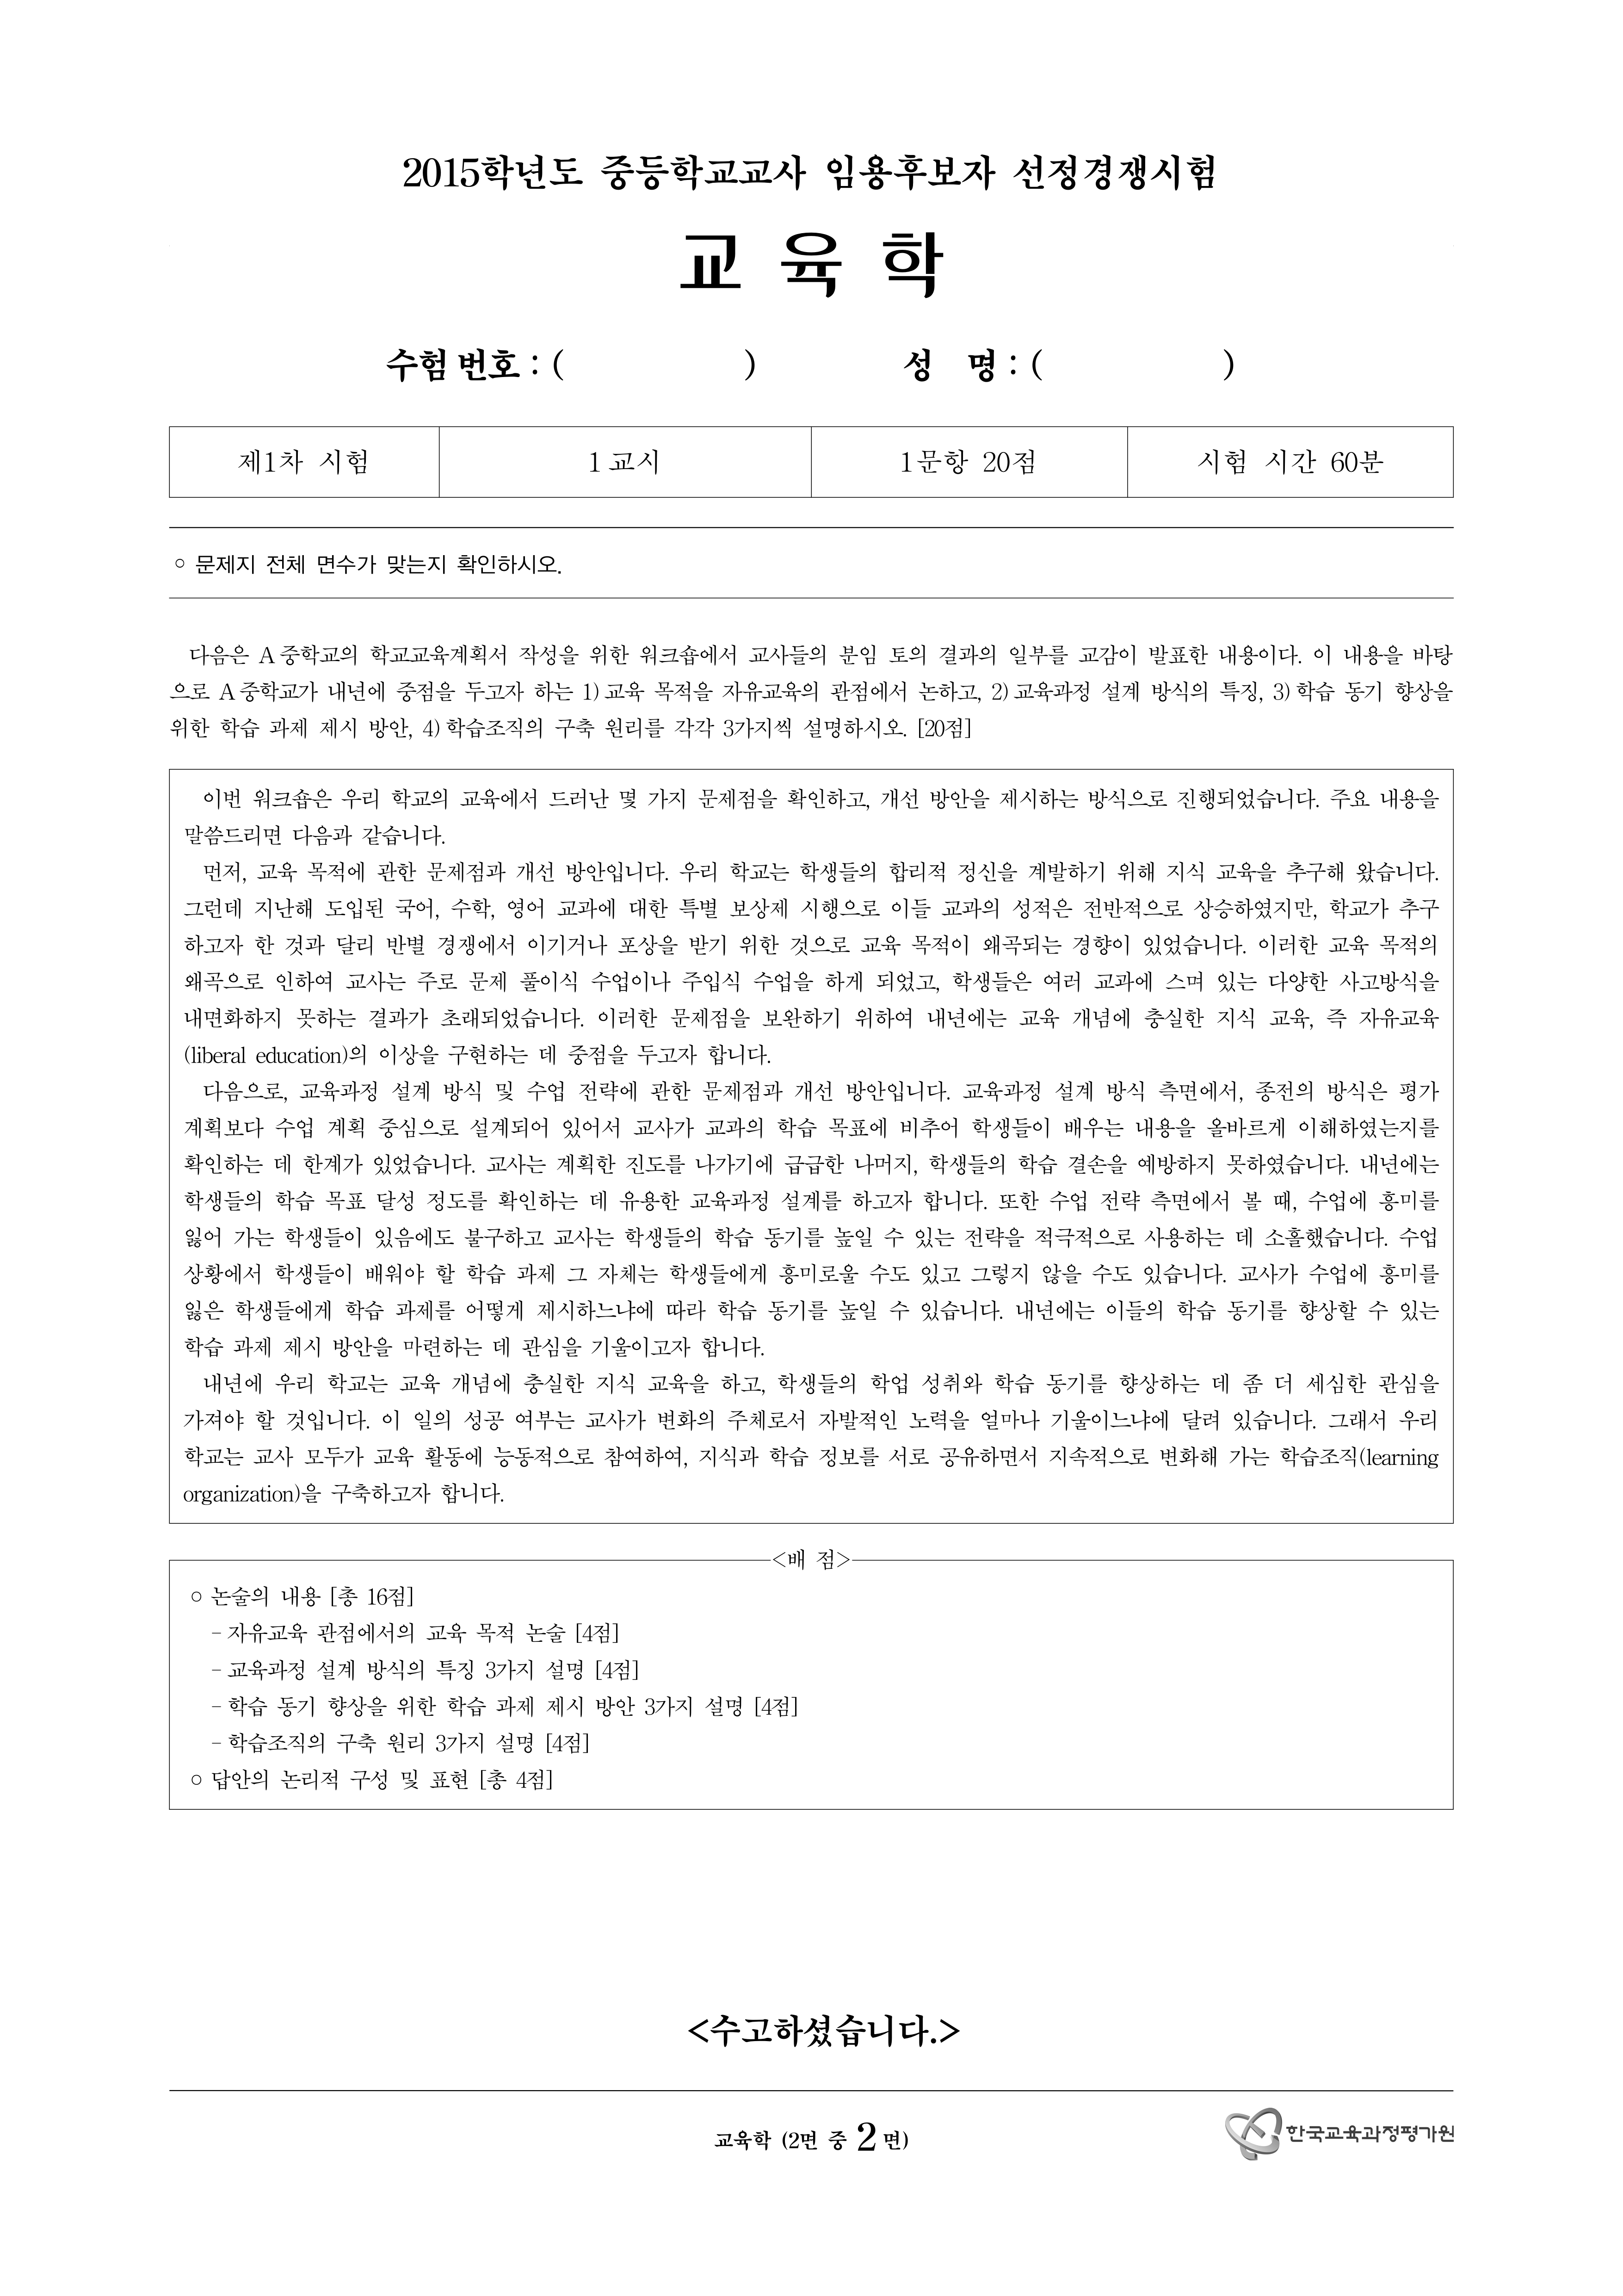 2015학년도 중등학교교사 임용후보자 선정경쟁시험
교 육 학
수험 번호 : ( ) 성 명 : ( )
제1차 시험 1 교시 1문항 20점 시험 시간 60분
○ 문제지 전체 면수가 맞는지 확인하시오.
다음은 A 중학교의 학교교육계획서 작성을 위한 워크숍에서 교사들의 분임 토의 결과의 일부를 교감이 발표한 내용이다. 이 내용을 바탕
으로 A 중학교가 내년에 중점을 두고자 하는 1) 교육 목적을 자유교육의 관점에서 논하고, 2) 교육과정 설계 방식의 특징, 3) 학습 동기 향상을
위한 학습 과제 제시 방안, 4) 학습조직의 구축 원리를 각각 3가지씩 설명하시오. [20점]
이번 워크숍은 우리 학교의 교육에서 드러난 몇 가지 문제점을 확인하고, 개선 방안을 제시하는 방식으로 진행되었습니다. 주요 내용을
말씀드리면 다음과 같습니다.
먼저, 교육 목적에 관한 문제점과 개선 방안입니다. 우리 학교는 학생들의 합리적 정신을 계발하기 위해 지식 교육을 추구해 왔습니다.
그런데 지난해 도입된 국어, 수학, 영어 교과에 대한 특별 보상제 시행으로 이들 교과의 성적은 전반적으로 상승하였지만, 학교가 추구
하고자 한 것과 달리 반별 경쟁에서 이기거나 포상을 받기 위한 것으로 교육 목적이 왜곡되는 경향이 있었습니다. 이러한 교육 목적의
왜곡으로 인하여 교사는 주로 문제 풀이식 수업이나 주입식 수업을 하게 되었고, 학생들은 여러 교과에 스며 있는 다양한 사고방식을
내면화하지 못하는 결과가 초래되었습니다. 이러한 문제점을 보완하기 위하여 내년에는 교육 개념에 충실한 지식 교육, 즉 자유교육
(liberal education)의 이상을 구현하는 데 중점을 두고자 합니다.
다음으로, 교육과정 설계 방식 및 수업 전략에 관한 문제점과 개선 방안입니다. 교육과정 설계 방식 측면에서, 종전의 방식은 평가
계획보다 수업 계획 중심으로 설계되어 있어서 교사가 교과의 학습 목표에 비추어 학생들이 배우는 내용을 올바르게 이해하였는지를
확인하는 데 한계가 있었습니다. 교사는 계획한 진도를 나가기에 급급한 나머지, 학생들의 학습 결손을 예방하지 못하였습니다. 내년에는
학생들의 학습 목표 달성 정도를 확인하는 데 유용한 교육과정 설계를 하고자 합니다. 또한 수업 전략 측면에서 볼 때, 수업에 흥미를
잃어 가는 학생들이 있음에도 불구하고 교사는 학생들의 학습 동기를 높일 수 있는 전략을 적극적으로 사용하는 데 소홀했습니다. 수업
상황에서 학생들이 배워야 할 학습 과제 그 자체는 학생들에게 흥미로울 수도 있고 그렇지 않을 수도 있습니다. 교사가 수업에 흥미를
잃은 학생들에게 학습 과제를 어떻게 제시하느냐에 따라 학습 동기를 높일 수 있습니다. 내년에는 이들의 학습 동기를 향상할 수 있는
학습 과제 제시 방안을 마련하는 데 관심을 기울이고자 합니다.
내년에 우리 학교는 교육 개념에 충실한 지식 교육을 하고, 학생들의 학업 성취와 학습 동기를 향상하는 데 좀 더 세심한 관심을
가져야 할 것입니다. 이 일의 성공 여부는 교사가 변화의 주체로서 자발적인 노력을 얼마나 기울이느냐에 달려 있습니다. 그래서 우리
학교는 교사 모두가 교육 활동에 능동적으로 참여하여, 지식과 학습 정보를 서로 공유하면서 지속적으로 변화해 가는 학습조직(learning
organization)을 구축하고자 합니다.
<배 점>
○ 논술의 내용 [총 16점]
- 자유교육 관점에서의 교육 목적 논술 [4점]
- 교육과정 설계 방식의 특징 3가지 설명 [4점]
- 학습 동기 향상을 위한 학습 과제 제시 방안 3가지 설명 [4점]
- 학습조직의 구축 원리 3가지 설명 [4점]
○ 답안의 논리적 구성 및 표현 [총 4점]
<수고하셨습니다.>
교육학 (2면 중 2 면)
한국교육과정평가원